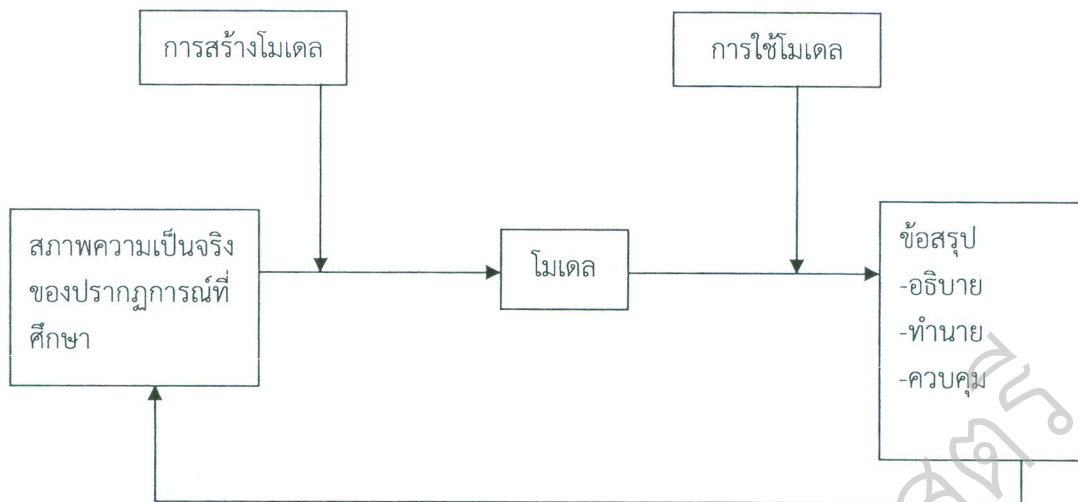 การสร้างโมเดล
การใช้โมเดล
สภาพความเป็นจริง
ของปรากฏการณ์ที่
ศึกษา
โมเดล
ข้อสรุป
-อธิบาย
-ทำนาย
-ควบคุม